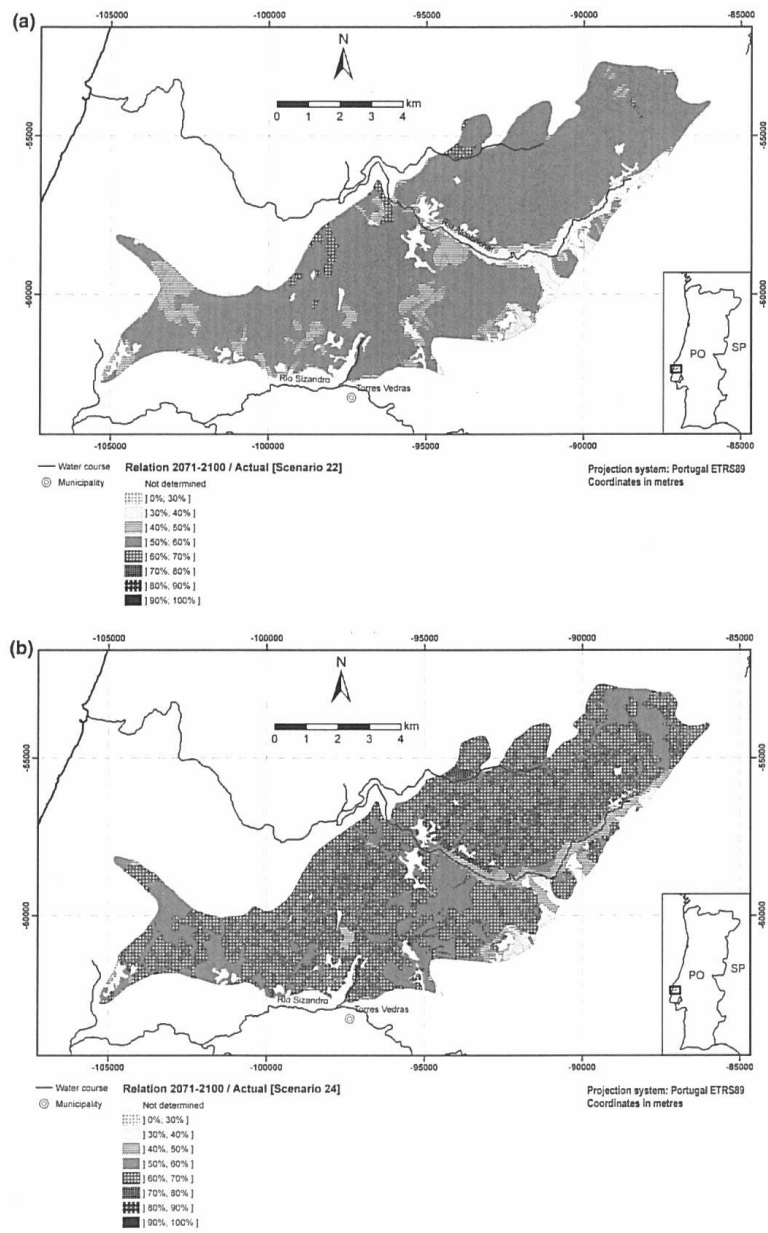 (a)
-105000 -100000 -95000 -90000 -85000
N
km
0 1 2 3 4
-55000 -55000
-60000 -60000
PO SP
Rio Sizandro
Torres Vedras
-105000 -100000 -95000 -90000 -85000
Water course
Municipality
Relation 2071-2100 / Actual [Scenario 22]
Not determined
] 0%, 30% ]
] 30%, 40% ]
] 40%, 50% ]
] 50%, 60% ]
] 60%, 70% ]
] 70%, 80% ]
] 80%, 90% ]
] 90%, 100% ]
Projection system: Portugal ETRS89
Coordinates in metres
(b)
-105000 -100000 -95000 -90000 -85000
N
km
0 1 2 3 4
-55000 -55000
-60000 -60000
PO SP
Rio Sizandro
Torres Vedras
-105000 -100000 -95000 -90000 -85000
Water course
Municipality
Relation 2071-2100 / Actual [Scenario 24]
Not determined
] 0%, 30% ]
] 30%, 40% ]
] 40%, 50% ]
] 50%, 60% ]
] 60%, 70% ]
] 70%, 80% ]
] 80%, 90% ]
] 90%, 100% ]
Projection system: Portugal ETRS89
Coordinates in metres